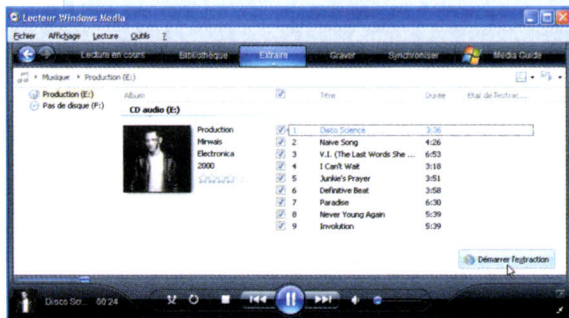 Lecteur Windows Media
Fichier Affichage Lecture Outils ?
Lecture en cours Bibliothèque Extraire Graver Synchroniser Media Guide
Musique Production (E:)
Production (E:)
Pas de disque (F:)
Album Titre Durée État de l'extrac...
CD audio (E:)
Production
Mirwais
Electronica
2000
1 Disco Science 3:36
2 Naive Song 4:26
3 V.I. (The Last Words She ... 6:53
4 I Can't Wait 3:18
5 Junkie's Prayer 3:51
6 Definitive Beat 3:58
7 Paradise 6:30
8 Never Young Again 5:39
9 Involution 5:39
Démarrer l'extraction
Disco Sc... 00:24